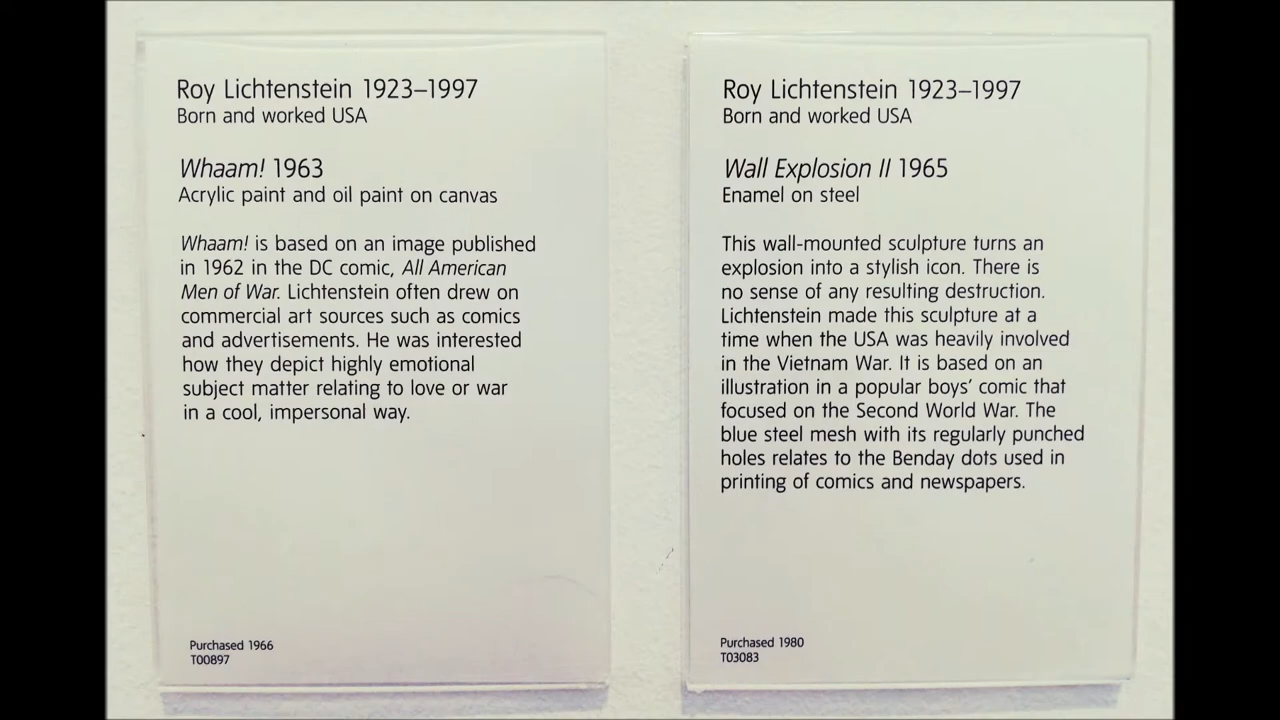 Roy Lichtenstein 1923–1997
Born and worked USA
Whaam! 1963
Acrylic paint and oil paint on canvas
Whaam! is based on an image published
in 1962 in the DC comic, All American
Men of War. Lichtenstein often drew on
commercial art sources such as comics
and advertisements. He was interested
how they depict highly emotional
subject matter relating to love or war
in a cool, impersonal way.
Purchased 1966
T00897
Roy Lichtenstein 1923–1997
Born and worked USA
Wall Explosion II 1965
Enamel on steel
This wall-mounted sculpture turns an
explosion into a stylish icon. There is
no sense of any resulting destruction.
Lichtenstein made this sculpture at a
time when the USA was heavily involved
in the Vietnam War. It is based on an
illustration in a popular boys’ comic that
focused on the Second World War. The
blue steel mesh with its regularly punched
holes relates to the Benday dots used in
printing of comics and newspapers.
Purchased 1980
T03083